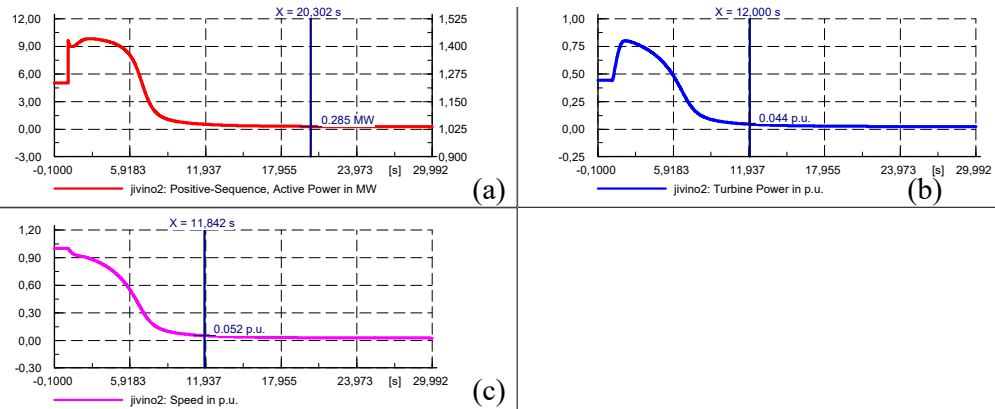 X = 20,302 s
12,00
9,00
6,00
3,00
0,00
-3,00
1,525
1,400
1,275
1,150
1,025
0,900
0.285 MW
-0,1000 5,9183 11,937 17,955 23,973 [s] 29,992
jivino2: Positive-Sequence, Active Power in MW
(a)
X = 12,000 s
1,00
0,75
0,50
0,25
0,00
-0,25
0.044 p.u.
-0,1000 5,9183 11,937 17,955 23,973 [s] 29,992
jivino2: Turbine Power in p.u.
(b)
X = 11,842 s
1,20
0,90
0,60
0,30
0,00
-0,30
0.052 p.u.
-0,1000 5,9183 11,937 17,955 23,973 [s] 29,992
jivino2: Speed in p.u.
(c)